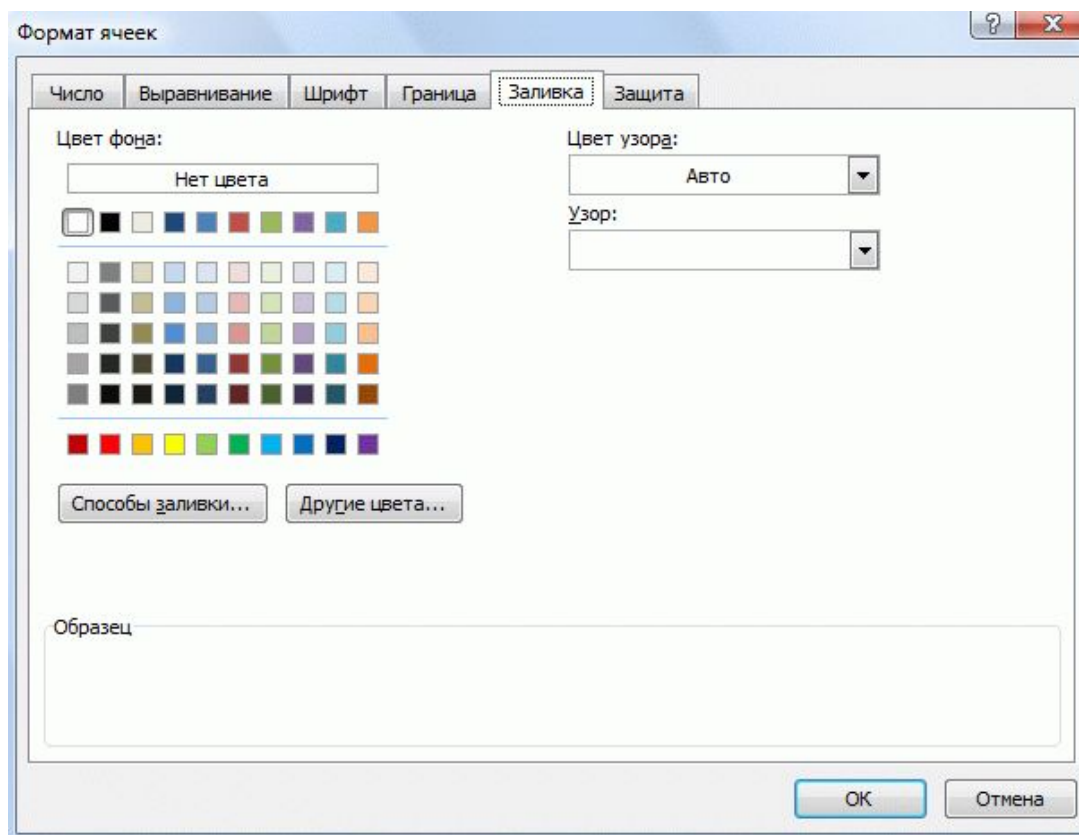 Формат ячеек
Число Выравнивание Шрифт Граница Заливка Защита
Цвет фона:
Нет цвета
Цвет узора:
Авто
Узор:
Способы заливки... Другие цвета...
Образец
ОК Отмена